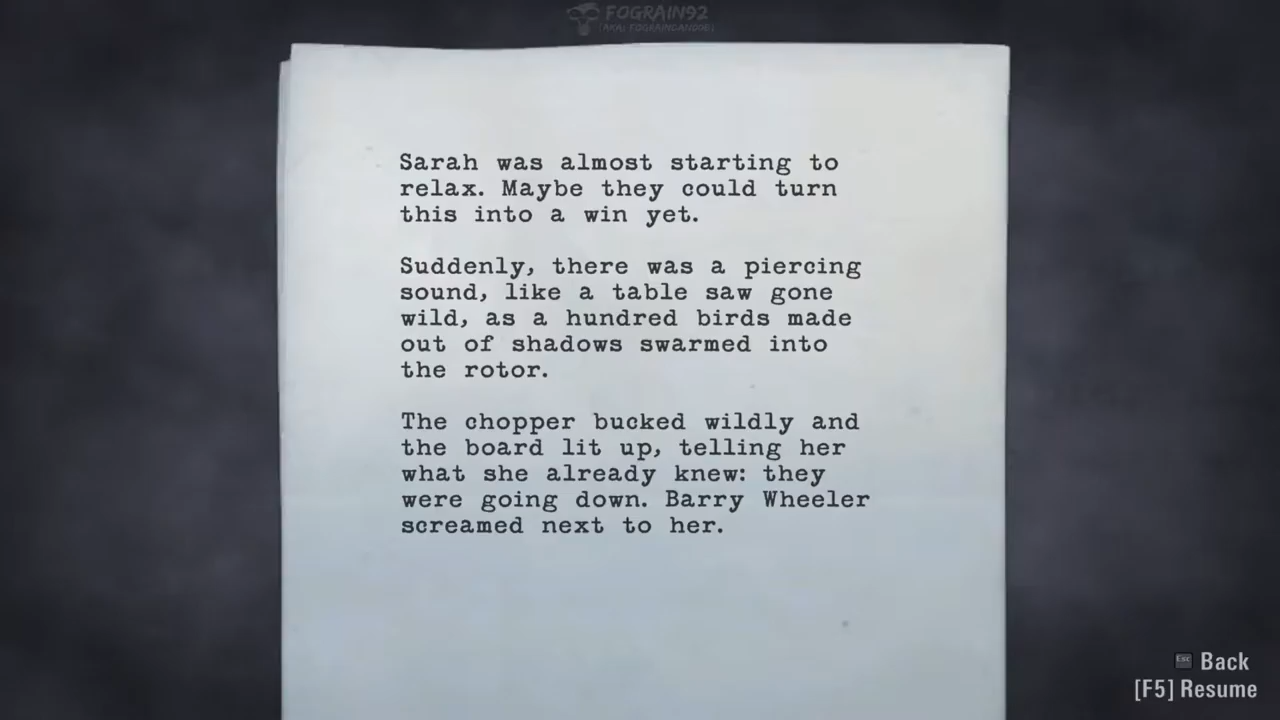 FOGRAIN92
(AKA: FOGRAINCANDOE)
Sarah was almost starting to
relax. Maybe they could turn
this into a win yet.
Suddenly, there was a piercing
sound, like a table saw gone
wild, as a hundred birds made
out of shadows swarmed into
the rotor.
The chopper bucked wildly and
the board lit up, telling her
what she already knew: they
were going down. Barry Wheeler
screamed next to her.
Esc Back
[F5] Resume